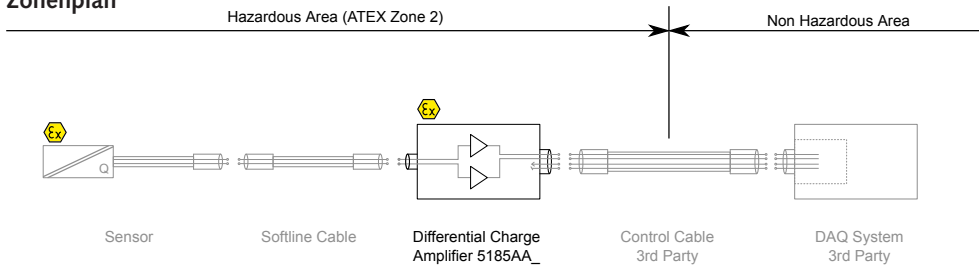 Zonenplan
Hazardous Area (ATEX Zone 2)
Non Hazardous Area
Ex
Ex
Q
Sensor
Softline Cable
Differential Charge
Amplifier 5185AA_
Control Cable
3rd Party
DAQ System
3rd Party